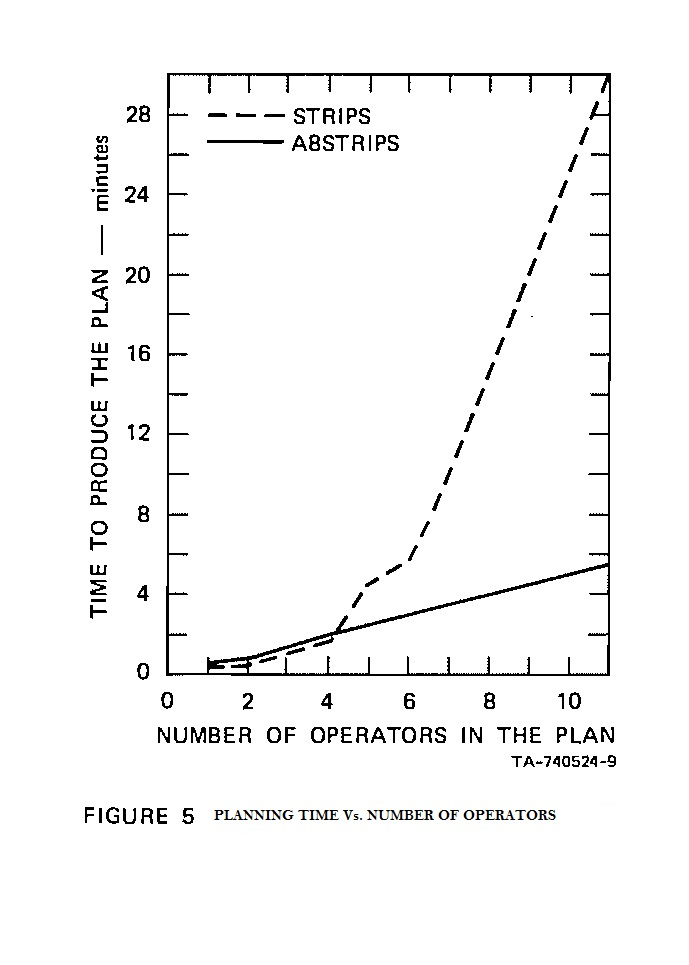 28
24
20
16
12
8
4
0
TIME TO PRODUCE THE PLAN — minutes
STRIPS
ABSTRIPS
0 2 4 6 8 10
NUMBER OF OPERATORS IN THE PLAN
TA-740524-9
FIGURE 5 PLANNING TIME Vs. NUMBER OF OPERATORS